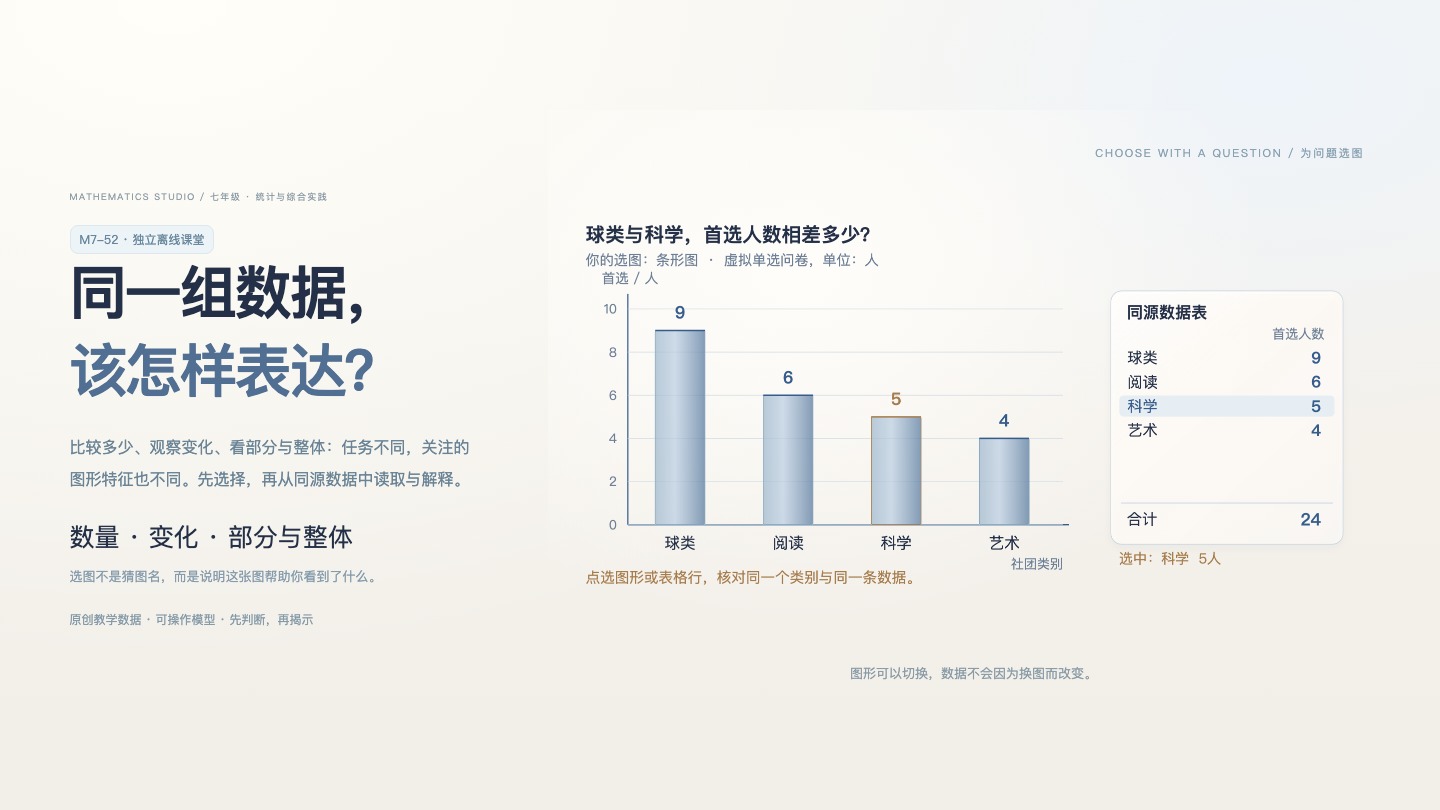 CHOOSE WITH A QUESTION / 为问题选图
MATHEMATICS STUDIO / 七年级 · 统计与综合实践
M7–52 · 独立离线课堂
同一组数据，
该怎样表达？
比较多少、观察变化、看部分与整体：任务不同，关注的
图形特征也不同。先选择，再从同源数据中读取与解释。
数量 · 变化 · 部分与整体
选图不是猜图名，而是说明这张图帮助你看到了什么。
原创教学数据 · 可操作模型 · 先判断，再揭示
球类与科学，首选人数相差多少？
你的选图：条形图 · 虚拟单选问卷，单位：人
首选 / 人
10
8
6
4
2
0
9
6
5
4
球类 阅读 科学 艺术
社团类别
点选图形或表格行，核对同一个类别与同一条数据。
同源数据表
首选人数
球类 9
阅读 6
科学 5
艺术 4
合计 24
选中：科学 5人
图形可以切换，数据不会因为换图而改变。